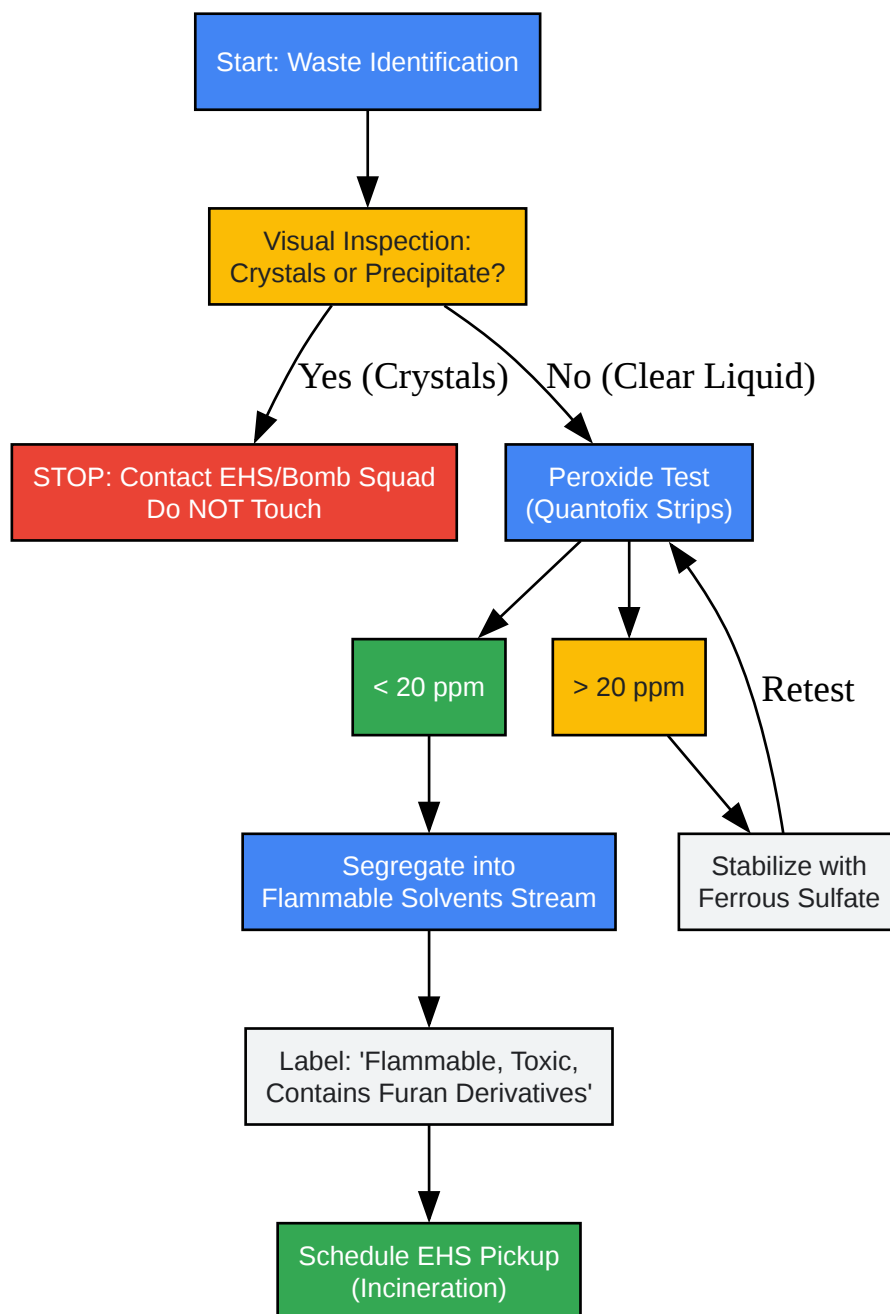 Start: Waste Identification
Visual Inspection:
Crystals or Precipitate?
Yes (Crystals)
No (Clear Liquid)
STOP: Contact EHS/Bomb Squad
Do NOT Touch
Peroxide Test
(Quantofix Strips)
< 20 ppm
> 20 ppm
Retest
Segregate into
Flammable Solvents Stream
Stabilize with
Ferrous Sulfate
Label: 'Flammable, Toxic,
Contains Furan Derivatives'
Schedule EHS Pickup
(Incineration)